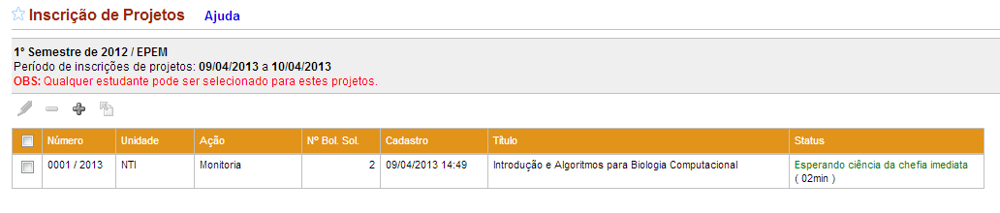 Inscrição de Projetos Ajuda
1º Semestre de 2012 / EPEM
Período de inscrições de projetos: 09/04/2013 a 10/04/2013
OBS: Qualquer estudante pode ser selecionado para estes projetos.
Número Unidade Ação Nº Bol. Sol. Cadastro Título Status
0001 / 2013 NTI Monitoria 2 09/04/2013 14:49 Introdução e Algoritmos para Biologia Computacional Esperando ciência da chefia imediata
( 02min )